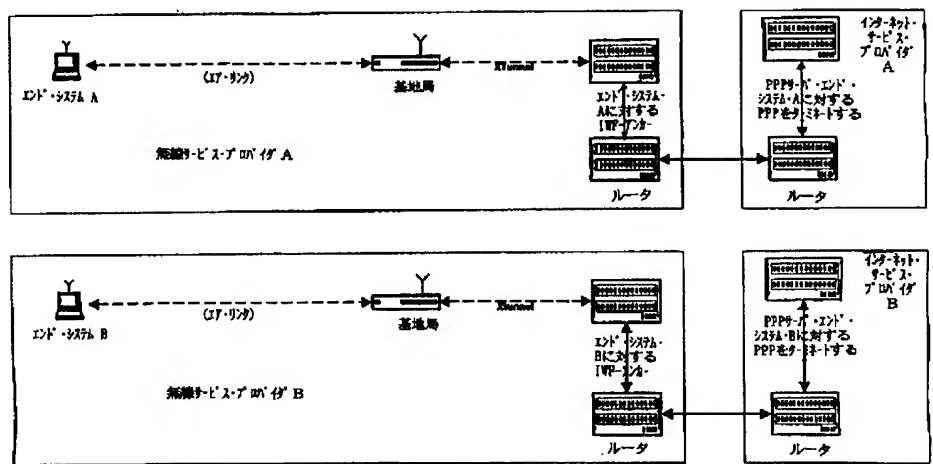 エンド・システム A
(エア・リンク)
基地局
XTunnel
エンド・システム・
Aに対する
IWF-アンカー
ルータ
無線サービス・プロバイダ A
インターネット・
サービス・
プロバイダ
A
PPPサーバ・エンド・
システム・Aに対する
PPPをターミネートする
ルータ
エンド・システム B
(エア・リンク)
基地局
XTunnel
エンド・システム・
Bに対する
IWF-アンカー
ルータ
無線サービス・プロバイダ B
インターネット・
サービス・
プロバイダ
B
PPPサーバ・エンド・
システム・Bに対する
PPPをターミネートする
ルータ